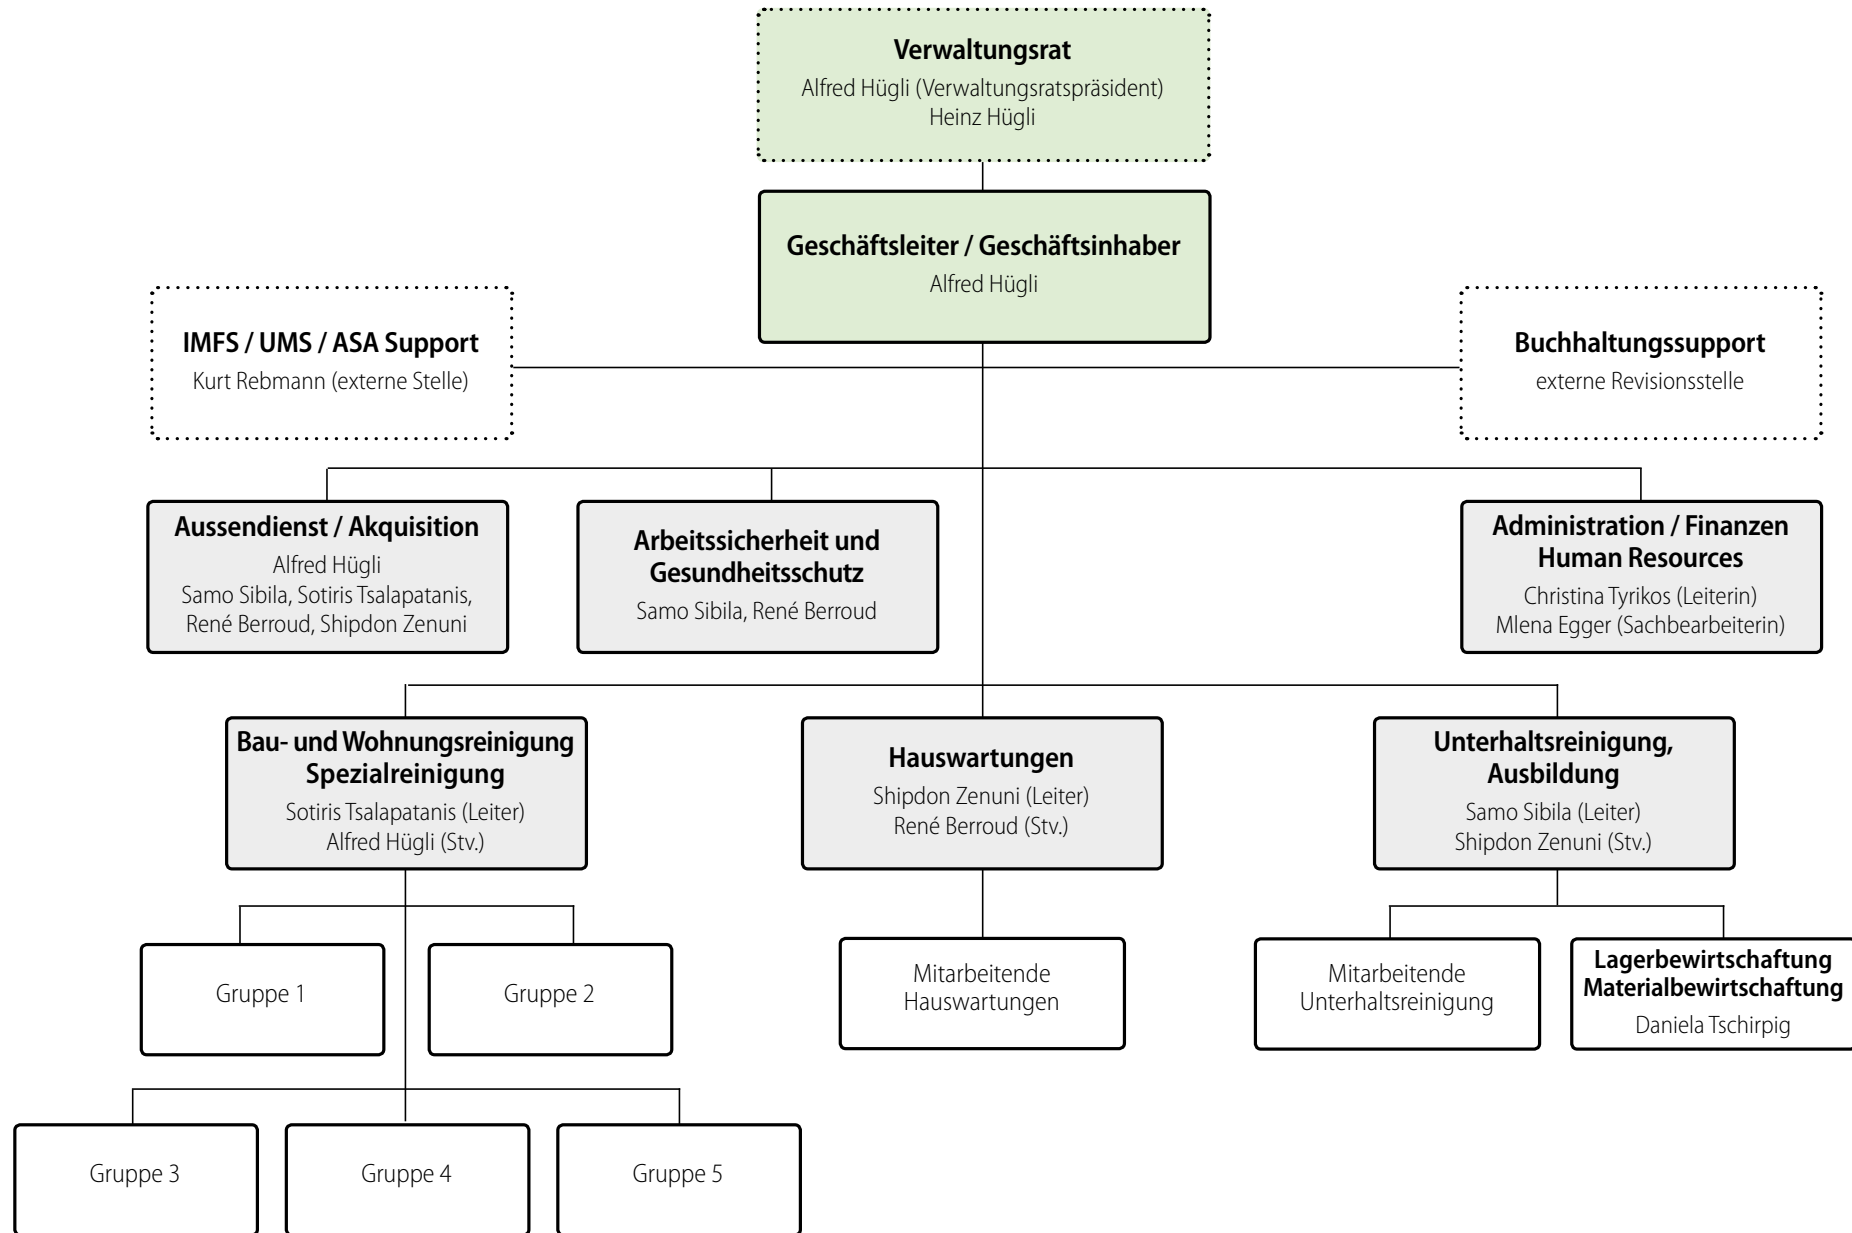 Verwaltungsrat
Alfred Hügli (Verwaltungsratspräsident)
Heinz Hügli
Geschäftsleiter / Geschäftsinhaber
Alfred Hügli
IMFS / UMS / ASA Support
Kurt Rebmann (externe Stelle)
Buchhaltungssupport
externe Revisionsstelle
Aussendienst / Akquisition
Alfred Hügli
Samo Sibila, Sotiris Tsalapatanis,
René Berroud, Shipdon Zenuni
Arbeitssicherheit und
Gesundheitsschutz
Samo Sibila, René Berroud
Administration / Finanzen
Human Resources
Christina Tyrikos (Leiterin)
Mlena Egger (Sachbearbeiterin)
Bau- und Wohnungsreinigung
Spezialreinigung
Sotiris Tsalapatanis (Leiter)
Alfred Hügli (Stv.)
Hauswartungen
Shipdon Zenuni (Leiter)
René Berroud (Stv.)
Unterhaltsreinigung,
Ausbildung
Samo Sibila (Leiter)
Shipdon Zenuni (Stv.)
Gruppe 1
Gruppe 2
Mitarbeitende
Hauswartungen
Mitarbeitende
Unterhaltsreinigung
Lagerbewirtschaftung
Materialbewirtschaftung
Daniela Tschirpig
Gruppe 3
Gruppe 4
Gruppe 5